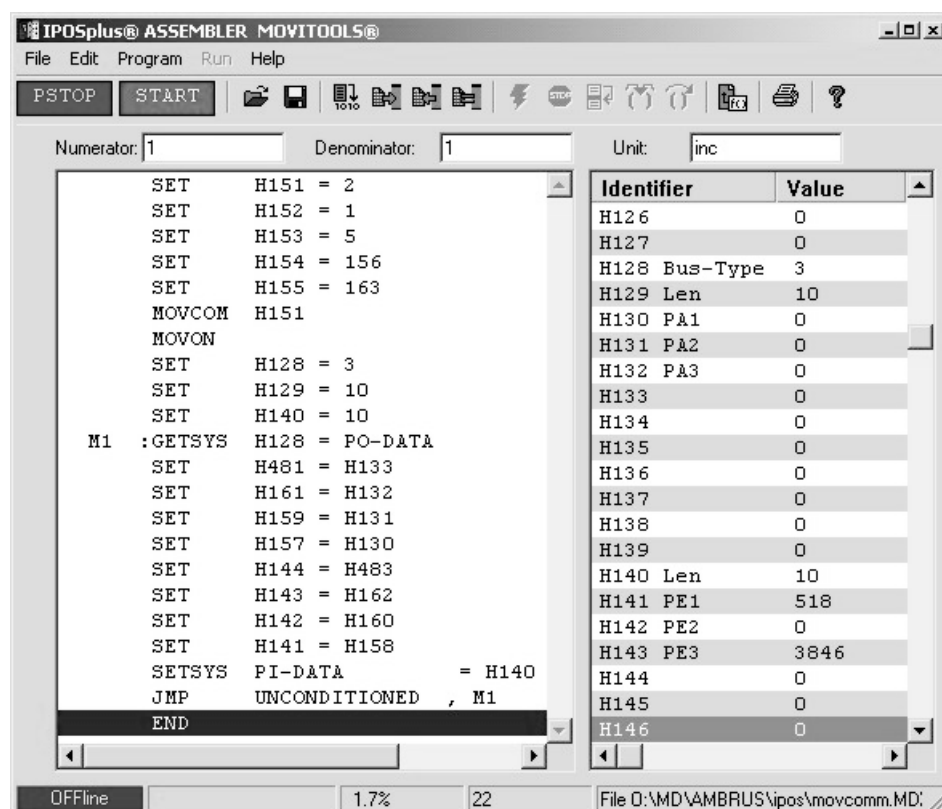 IPOSplus® ASSEMBLER MOVITOOLS®
File Edit Program Run Help
PSTOP START STOP ?
Numerator: 1 Denominator: 1 Unit: inc
SET H151 = 2
SET H152 = 1
SET H153 = 5
SET H154 = 156
SET H155 = 163
MOVCOM H151
MOVON
SET H128 = 3
SET H129 = 10
SET H140 = 10
M1 :GETSYS H128 = PO-DATA
SET H481 = H133
SET H161 = H132
SET H159 = H131
SET H157 = H130
SET H144 = H483
SET H143 = H162
SET H142 = H160
SET H141 = H158
SETSYS PI-DATA = H140
JMP UNCONDITIONED , M1
END
Identifier Value
H126 0
H127 0
H128 Bus-Type 3
H129 Len 10
H130 PA1 0
H131 PA2 0
H132 PA3 0
H133 0
H134 0
H135 0
H136 0
H137 0
H138 0
H139 0
H140 Len 10
H141 PE1 518
H142 PE2 0
H143 PE3 3846
H144 0
H145 0
H146 0
OFFline 1.7% 22 File O:\MD\AMBRUS\ipos\movcomm.MD